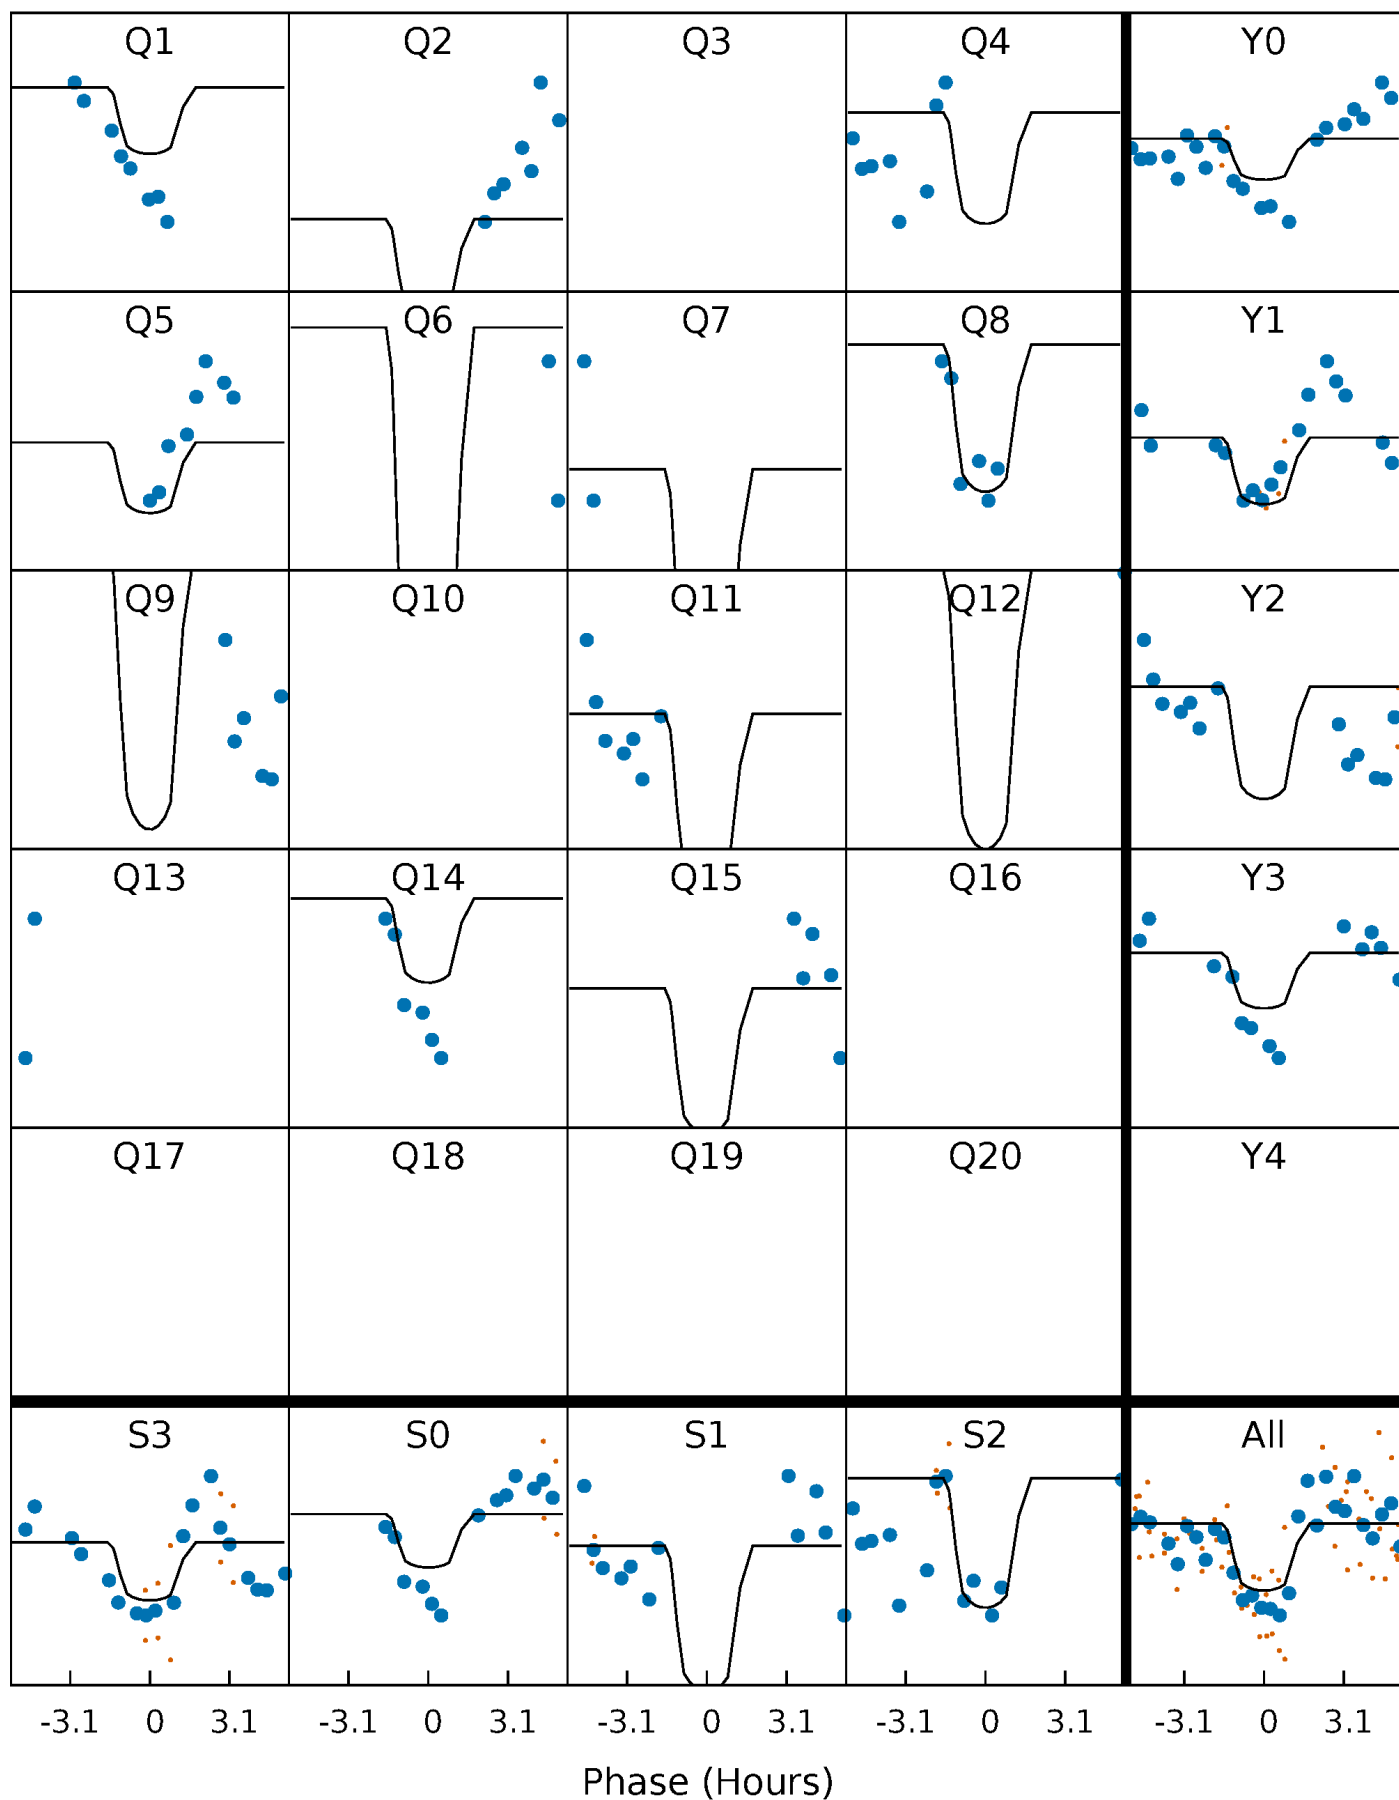 Q1 Q2 Q3 Q4 Y0
Q5 Q6 Q7 Q8 Y1
Q9 Q10 Q11 Q12 Y2
Q13 Q14 Q15 Q16 Y3
Q17 Q18 Q19 Q20 Y4
S3 S0 S1 S2 All
-3.1 0 3.1 -3.1 0 3.1 -3.1 0 3.1 -3.1 0 3.1 -3.1 0 3.1
Phase (Hours)